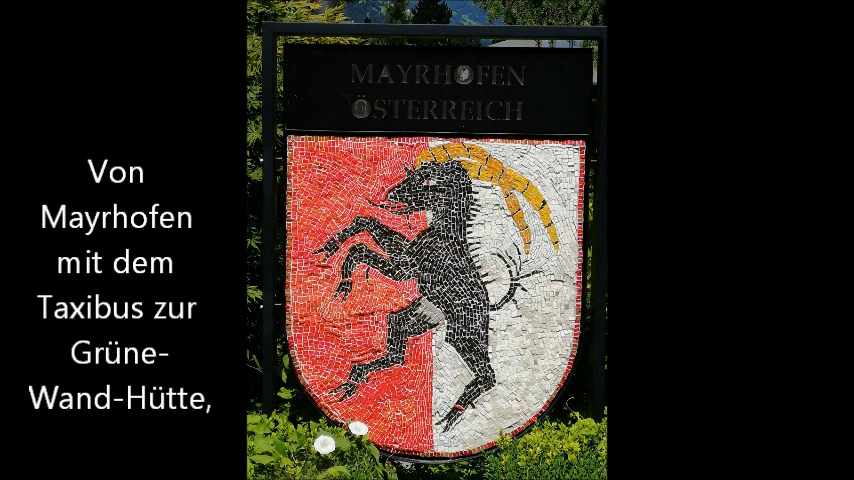 Von
Mayrhofen
mit dem
Taxibus zur
Grüne-
Wand-Hütte,
MAYRHOFEN
ÖSTERREICH